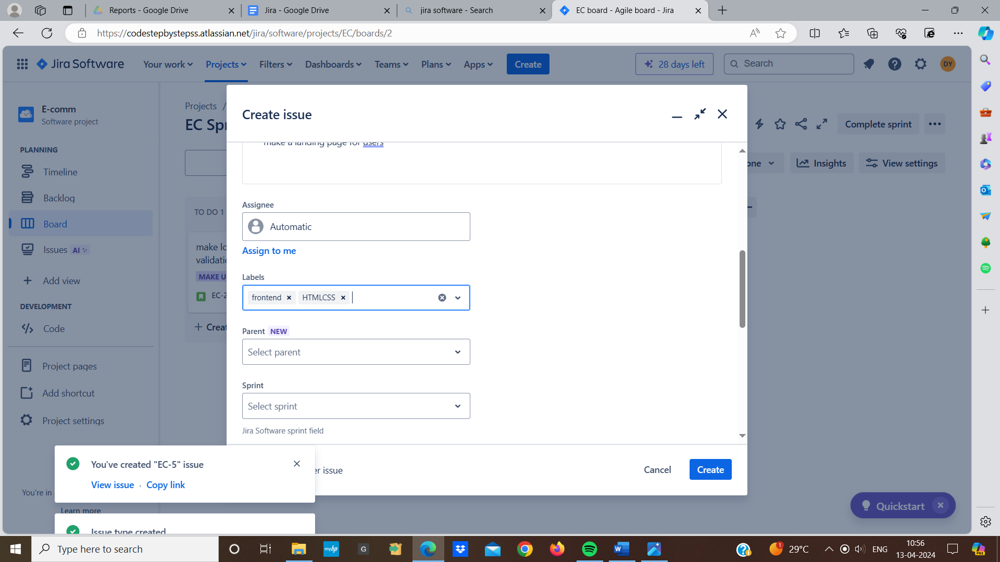 Reports - Google Drive
Jira - Google Drive
jira software - Search
EC board - Agile board - Jira
https://codestepbystepss.atlassian.net/jira/software/projects/EC/boards/2
Jira Software
Your work
Projects
Filters
Dashboards
Teams
Plans
Apps
Create
28 days left
Search
DY
E-comm
Software project
PLANNING
Timeline
Backlog
Board
Issues AI
Add view
DEVELOPMENT
Code
Project pages
Add shortcut
Project settings
You're in
Learn more
Projects /
EC Spr
TO DO 1
make lo
validatio
MAKE U
EC-2
+ Creat
Complete sprint
one
Insights
View settings
Create issue
make a landing page for users
Assignee
Automatic
Assign to me
Labels
frontend
HTMLCSS
Parent NEW
Select parent
Sprint
Select sprint
Jira Software sprint field
er issue
Cancel
Create
You've created "EC-5" issue
View issue · Copy link
Issue type created
Quickstart
Type here to search
myhp
G
W
1
29°C
ENG
10:56
13-04-2024
PRE